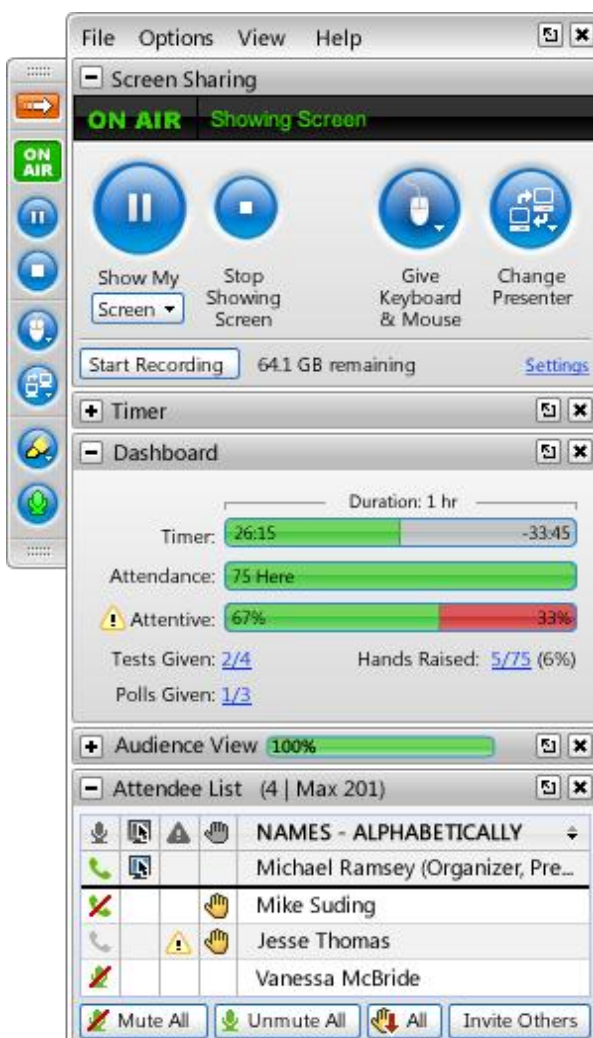 File Options View Help
Screen Sharing
ON AIR Showing Screen
ON AIR
Show My Screen
Stop Showing Screen
Give Keyboard & Mouse
Change Presenter
Start Recording 64.1 GB remaining Settings
Timer
Dashboard
Duration: 1 hr
Timer: 26:15 -33:45
Attendance: 75 Here
Attentive: 67% 33%
Tests Given: 2/4 Hands Raised: 5/75 (6%)
Polls Given: 1/3
Audience View 100%
Attendee List (4 | Max 201)
NAMES - ALPHABETICALLY
Michael Ramsey (Organizer, Pre...
Mike Suding
Jesse Thomas
Vanessa McBride
Mute All Unmute All All Invite Others